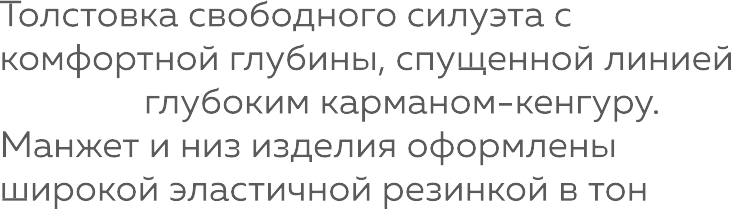 Толстовка свободного силуэта с
комфортной глубины, спущенной линией
глубоким карманом-кенгуру.
Манжет и низ изделия оформлены
широкой эластичной резинкой в тон